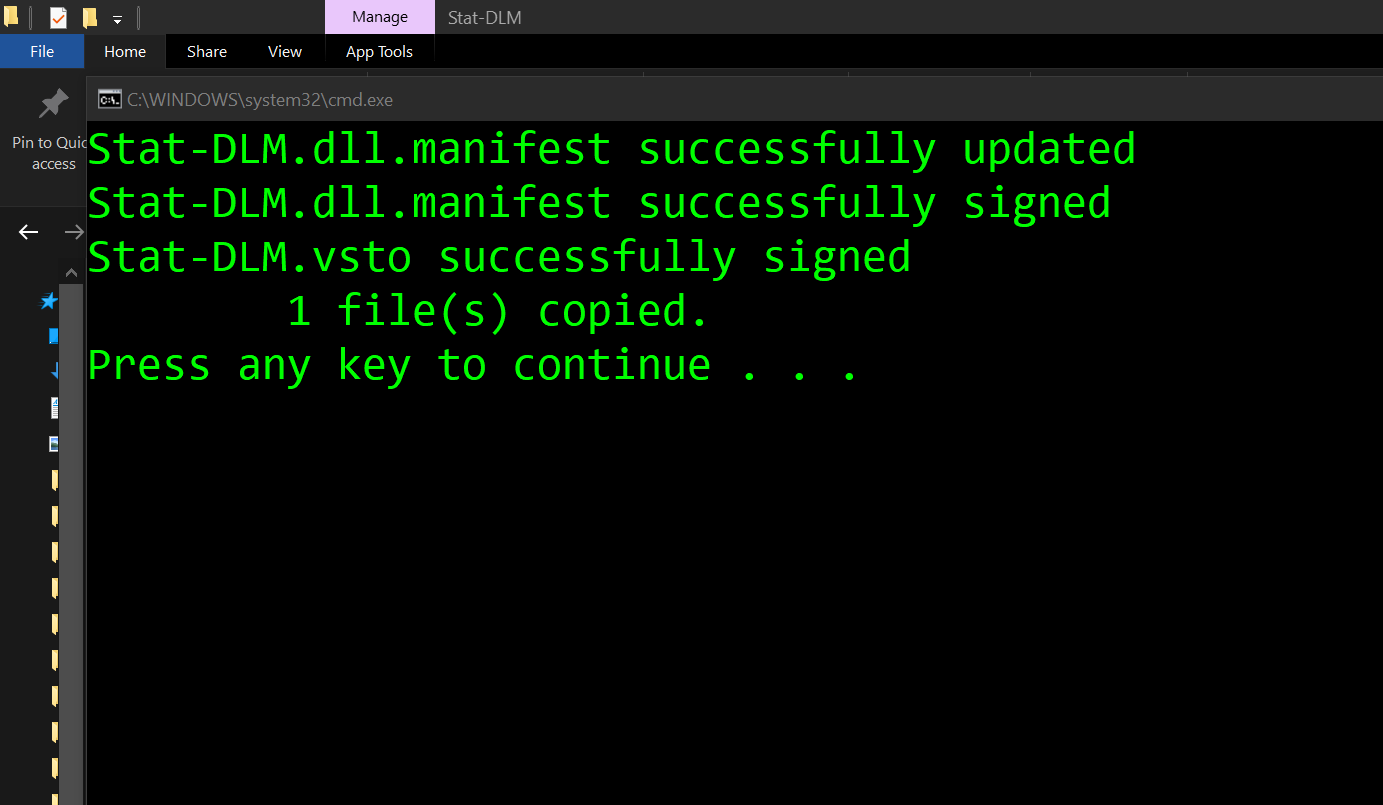 Manage
Stat-DLM
File
Home
Share
View
App Tools
C:\WINDOWS\system32\cmd.exe
Pin to Quic
access
Stat-DLM.dll.manifest successfully updated
Stat-DLM.dll.manifest successfully signed
Stat-DLM.vsto successfully signed
1 file(s) copied.
Press any key to continue . . .